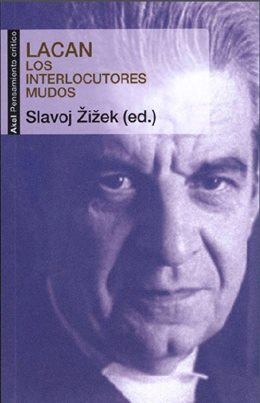 Akal Pensamiento crítico
LACAN
LOS
INTERLOCUTORES
MUDOS
Slavoj Žižek (ed.)